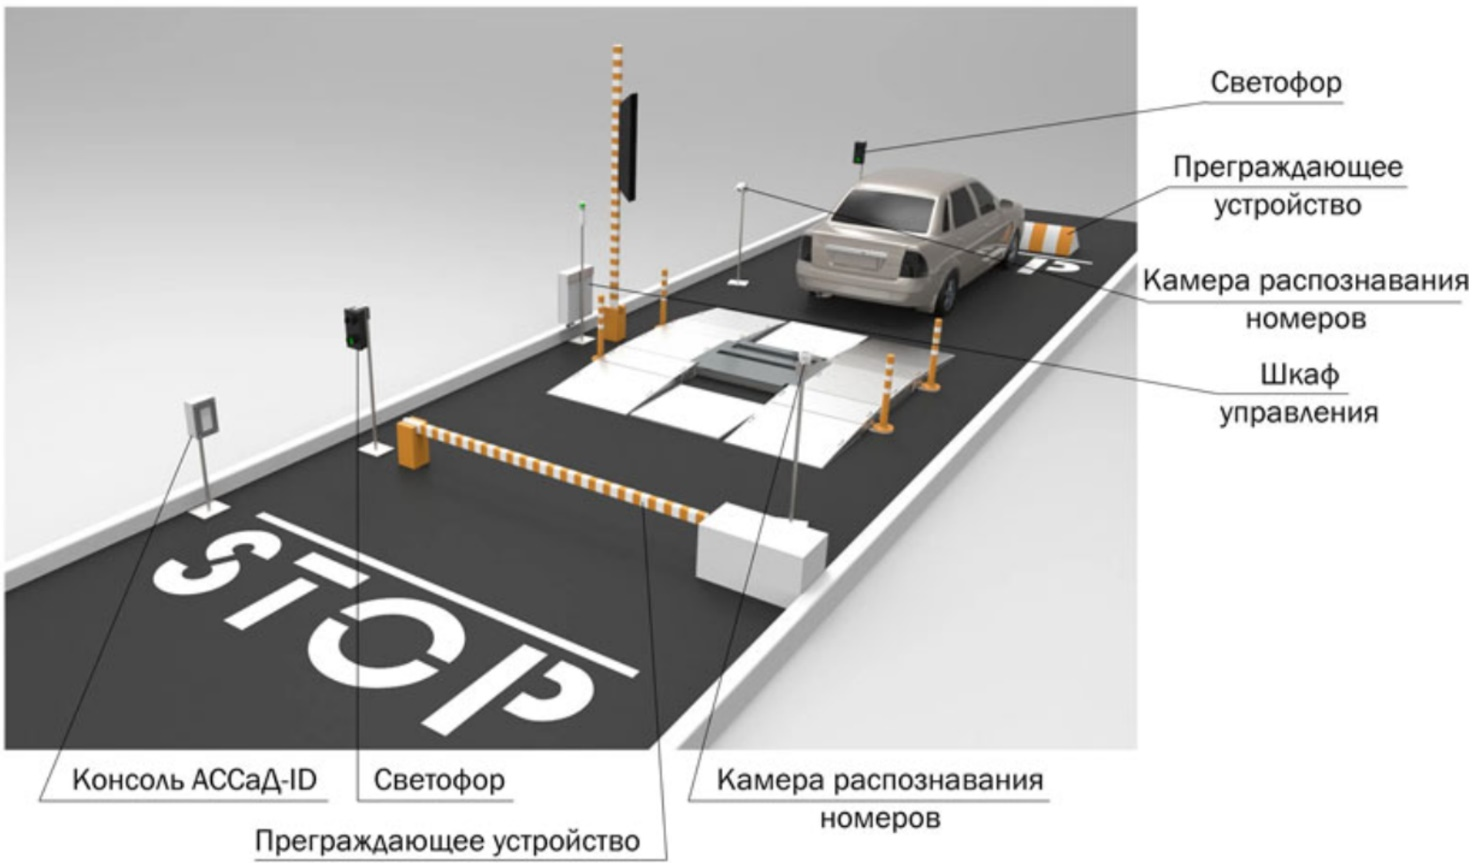 Светофор
Преграждающее
устройство
Камера распознавания
номеров
Шкаф
управления
STOP
Консоль АССаД-ID
Светофор
Камера распознавания
номеров
Преграждающее устройство